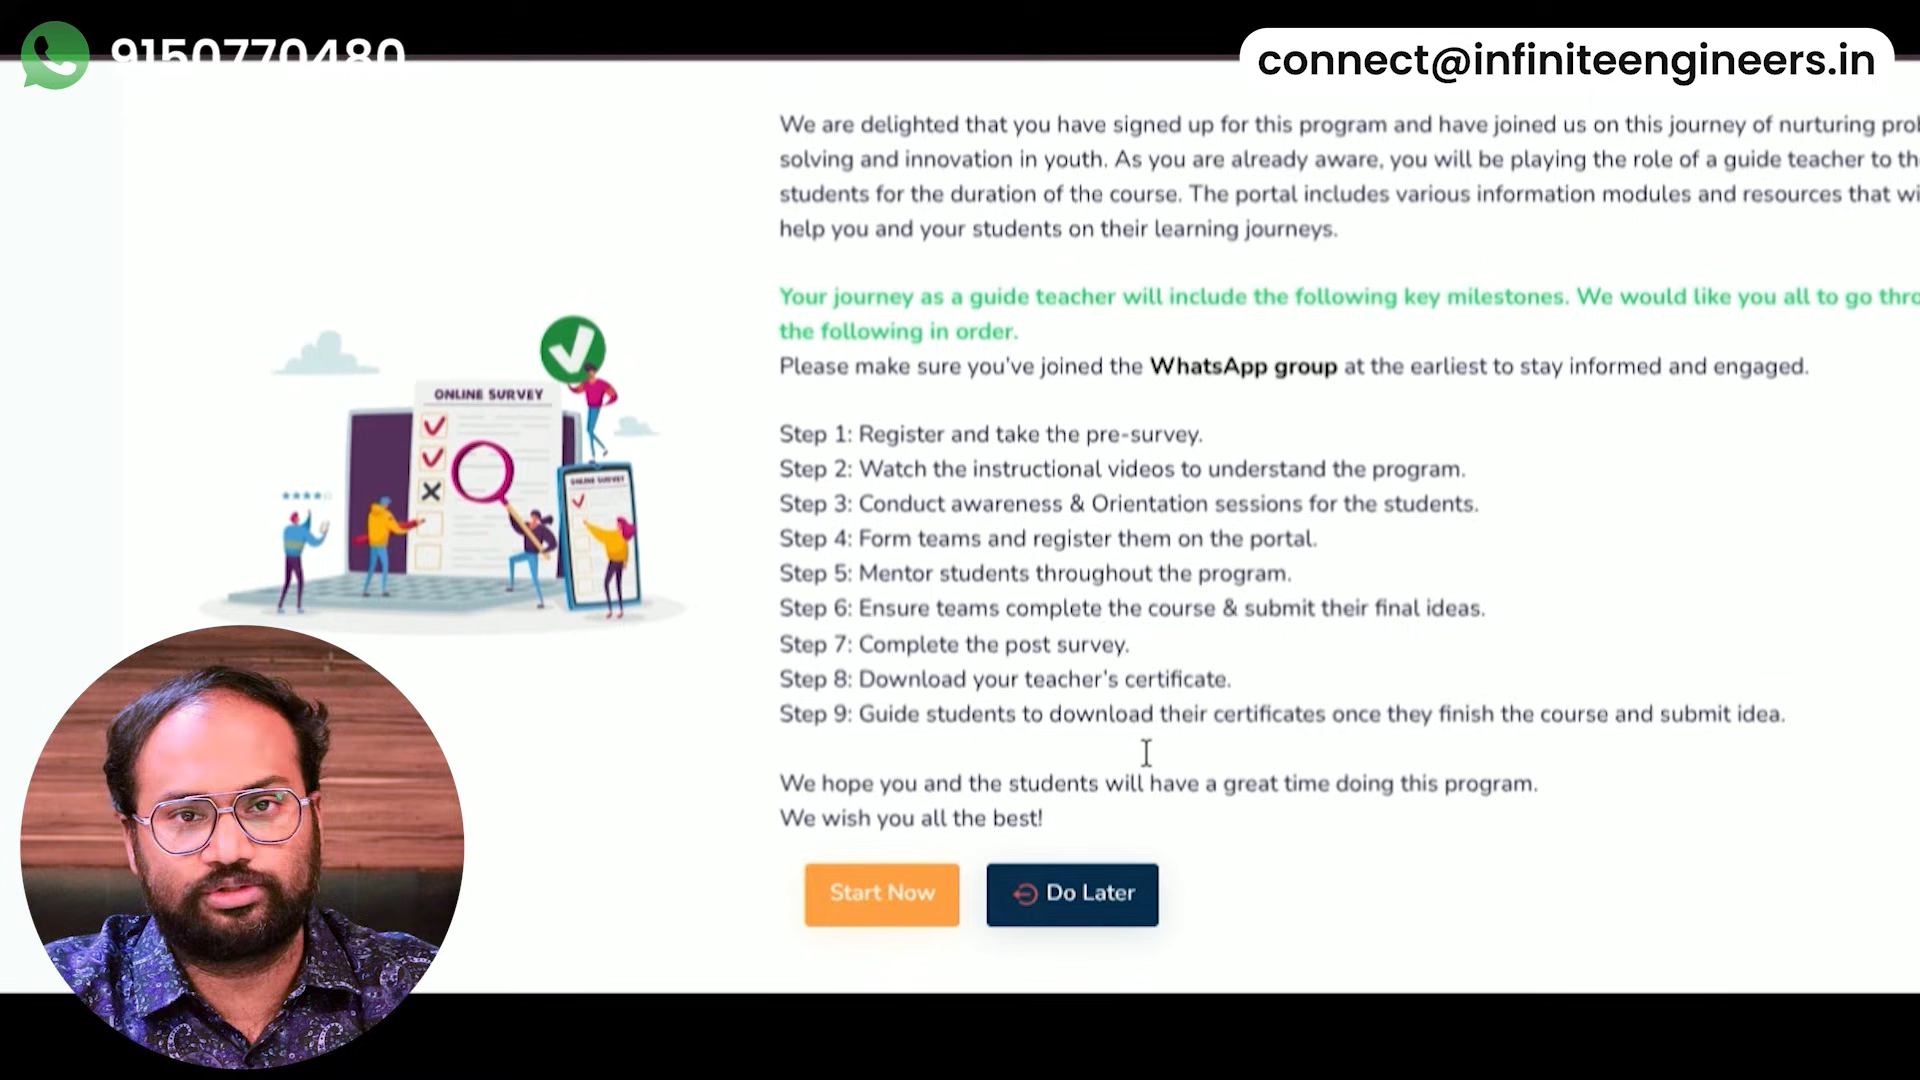 9150770480
connect@infiniteengineers.in
We are delighted that you have signed up for this program and have joined us on this journey of nurturing
solving and innovation in youth. As you are already aware, you will be playing the role of a guide teacher to
students for the duration of the course. The portal includes various information modules and resources that
help you and your students on their learning journeys.
Your journey as a guide teacher will include the following key milestones. We would like you all to go
the following in order.
Please make sure you've joined the WhatsApp group at the earliest to stay informed and engaged.
ONLINE SURVEY
ONLINE SURVEY
Step 1: Register and take the pre-survey.
Step 2: Watch the instructional videos to understand the program.
Step 3: Conduct awareness & Orientation sessions for the students.
Step 4: Form teams and register them on the portal.
Step 5: Mentor students throughout the program.
Step 6: Ensure teams complete the course & submit their final ideas.
Step 7: Complete the post survey.
Step 8: Download your teacher's certificate.
Step 9: Guide students to download their certificates once they finish the course and submit idea.
We hope you and the students will have a great time doing this program.
We wish you all the best!
Start Now
Do Later